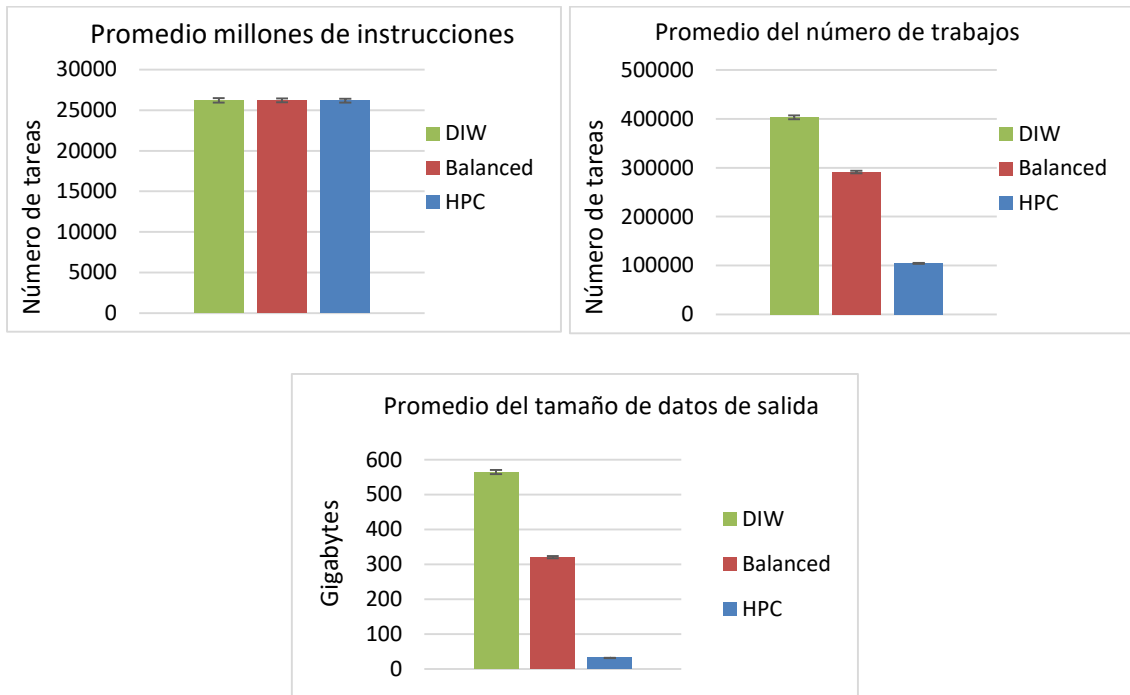 Promedio millones de instrucciones
30000
25000
20000
15000
10000
5000
0
Número de tareas
DIW
Balanced
HPC
Promedio del número de trabajos
500000
400000
300000
200000
100000
0
Número de tareas
DIW
Balanced
HPC
Promedio del tamaño de datos de salida
600
500
400
300
200
100
0
Gigabytes
DIW
Balanced
HPC